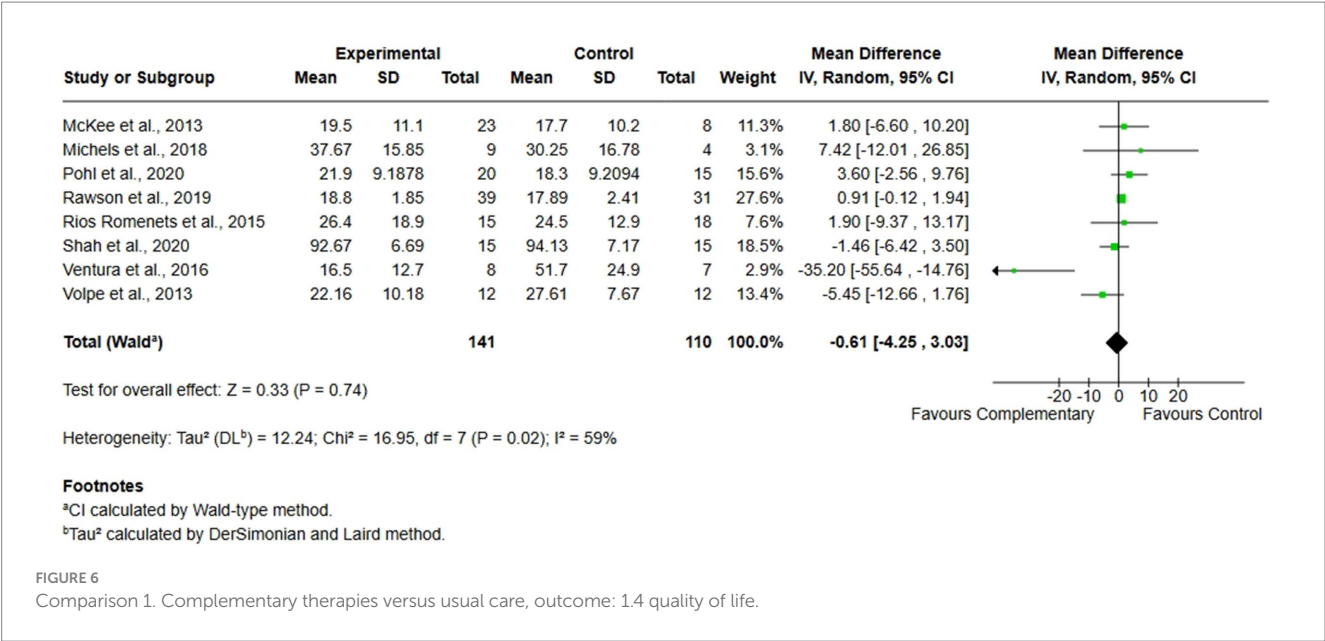 Experimental Control Mean Difference Mean Difference
Study or Subgroup Mean SD Total Mean SD Total Weight IV, Random, 95% CI IV, Random, 95% CI
McKee et al., 2013 19.5 11.1 23 17.7 10.2 8 11.3% 1.80 [-6.60 , 10.20]
Michels et al., 2018 37.67 15.85 9 30.25 16.78 4 3.1% 7.42 [-12.01 , 26.85]
Pohl et al., 2020 21.9 9.1878 20 18.3 9.2094 15 15.6% 3.60 [-2.56 , 9.76]
Rawson et al., 2019 18.8 1.85 39 17.89 2.41 31 27.6% 0.91 [-0.12 , 1.94]
Rios Romenets et al., 2015 26.4 18.9 15 24.5 12.9 18 7.6% 1.90 [-9.37 , 13.17]
Shah et al., 2020 92.67 6.69 15 94.13 7.17 15 18.5% -1.46 [-6.42 , 3.50]
Ventura et al., 2016 16.5 12.7 8 51.7 24.9 7 2.9% -35.20 [-55.64 , -14.76]
Volpe et al., 2013 22.16 10.18 12 27.61 7.67 12 13.4% -5.45 [-12.66 , 1.76]
Total (Waldᵃ) 141 110 100.0% -0.61 [-4.25 , 3.03]
Test for overall effect: Z = 0.33 (P = 0.74)
-20 -10 0 10 20
Favours Complementary Favours Control
Heterogeneity: Tau² (DLᵇ) = 12.24; Chi² = 16.95, df = 7 (P = 0.02); I² = 59%
Footnotes
ᵃCI calculated by Wald-type method.
ᵇTau² calculated by DerSimonian and Laird method.
FIGURE 6
Comparison 1. Complementary therapies versus usual care, outcome: 1.4 quality of life.